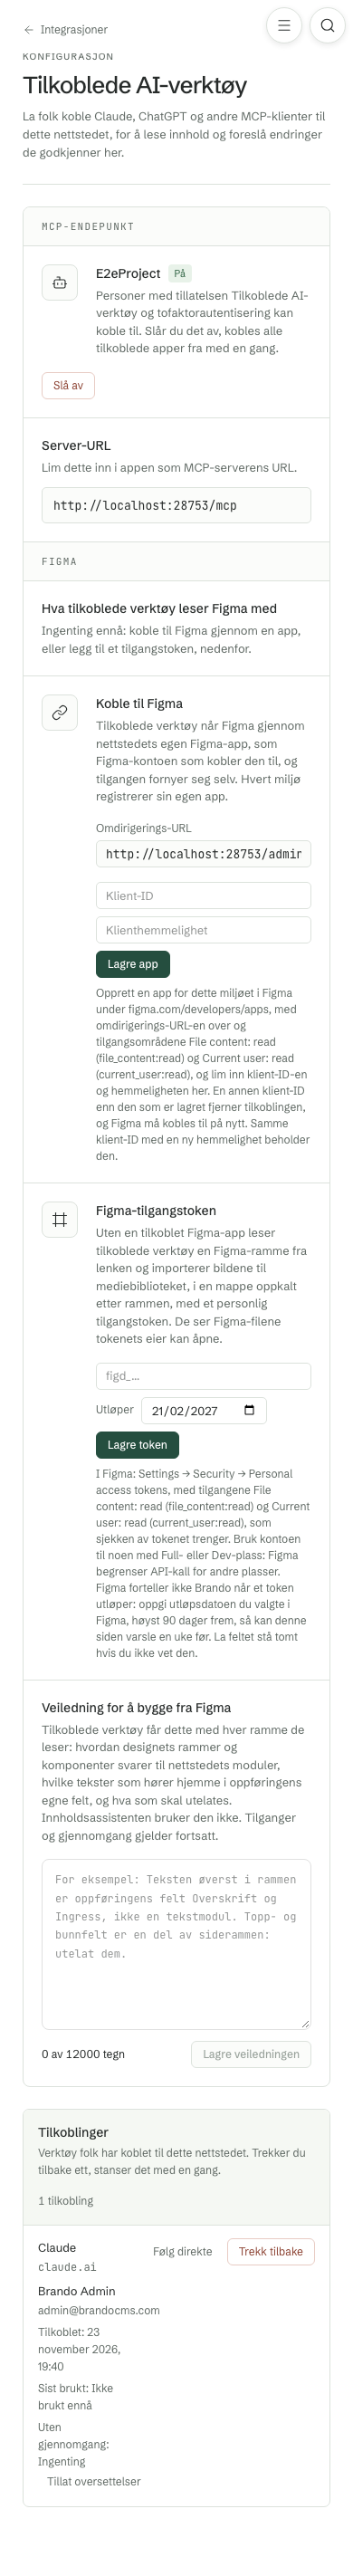 ← Integrasjoner
KONFIGURASJON
Tilkoblede AI-verktøy
La folk koble Claude, ChatGPT og andre MCP-klienter til
dette nettstedet, for å lese innhold og foreslå endringer
de godkjenner her.
MCP-ENDEPUNKT
E2eProject På
Personer med tillatelsen Tilkoblede AI-
verktøy og tofaktorautentisering kan
koble til. Slår du det av, kobles alle
tilkoblede apper fra med en gang.
Slå av
Server-URL
Lim dette inn i appen som MCP-serverens URL.
http://localhost:28753/mcp
FIGMA
Hva tilkoblede verktøy leser Figma med
Ingenting ennå: koble til Figma gjennom en app,
eller legg til et tilgangstoken, nedenfor.
Koble til Figma
Tilkoblede verktøy når Figma gjennom
nettstedets egen Figma-app, som
Figma-kontoen som kobler den til, og
tilgangen fornyer seg selv. Hvert miljø
registrerer sin egen app.
Omdirigerings-URL
http://localhost:28753/admin
Klient-ID
Klienthemmelighet
Lagre app
Opprett en app for dette miljøet i Figma
under figma.com/developers/apps, med
omdirigerings-URL-en over og
tilgangsområdene File content: read
(file_content:read) og Current user: read
(current_user:read), og lim inn klient-ID-en
og hemmeligheten her. En annen klient-ID
enn den som er lagret fjerner tilkoblingen,
og Figma må kobles til på nytt. Samme
klient-ID med en ny hemmelighet beholder
den.
Figma-tilgangstoken
Uten en tilkoblet Figma-app leser
tilkoblede verktøy en Figma-ramme fra
lenken og importerer bildene til
mediebiblioteket, i en mappe oppkalt
etter rammen, med et personlig
tilgangstoken. De ser Figma-filene
tokenets eier kan åpne.
figd_…
Utløper 21/02/2027
Lagre token
I Figma: Settings → Security → Personal
access tokens, med tilgangene File
content: read (file_content:read) og Current
user: read (current_user:read), som
sjekken av tokenet trenger. Bruk kontoen
til noen med Full- eller Dev-plass: Figma
begrenser API-kall for andre plasser.
Figma forteller ikke Brando når et token
utløper: oppgi utløpsdatoen du valgte i
Figma, høyst 90 dager frem, så kan denne
siden varsle en uke før. La feltet stå tomt
hvis du ikke vet den.
Veiledning for å bygge fra Figma
Tilkoblede verktøy får dette med hver ramme de
leser: hvordan designets rammer og
komponenter svarer til nettstedets moduler,
hvilke tekster som hører hjemme i oppføringens
egne felt, og hva som skal utelates.
Innholdsassistenten bruker den ikke. Tilganger
og gjennomgang gjelder fortsatt.
For eksempel: Teksten øverst i rammen
er oppføringens felt Overskrift og
Ingress, ikke en tekstmodul. Topp- og
bunnfelt er en del av siderammen:
utelat dem.
0 av 12000 tegn
Lagre veiledningen
Tilkoblinger
Verktøy folk har koblet til dette nettstedet. Trekker du
tilbake ett, stanser det med en gang.
1 tilkobling
Claude
claude.ai
Følg direkte
Trekk tilbake
Brando Admin
admin@brandocms.com
Tilkoblet: 23
november 2026,
19:40
Sist brukt: Ikke
brukt ennå
Uten
gjennomgang:
Ingenting
Tillat oversettelser